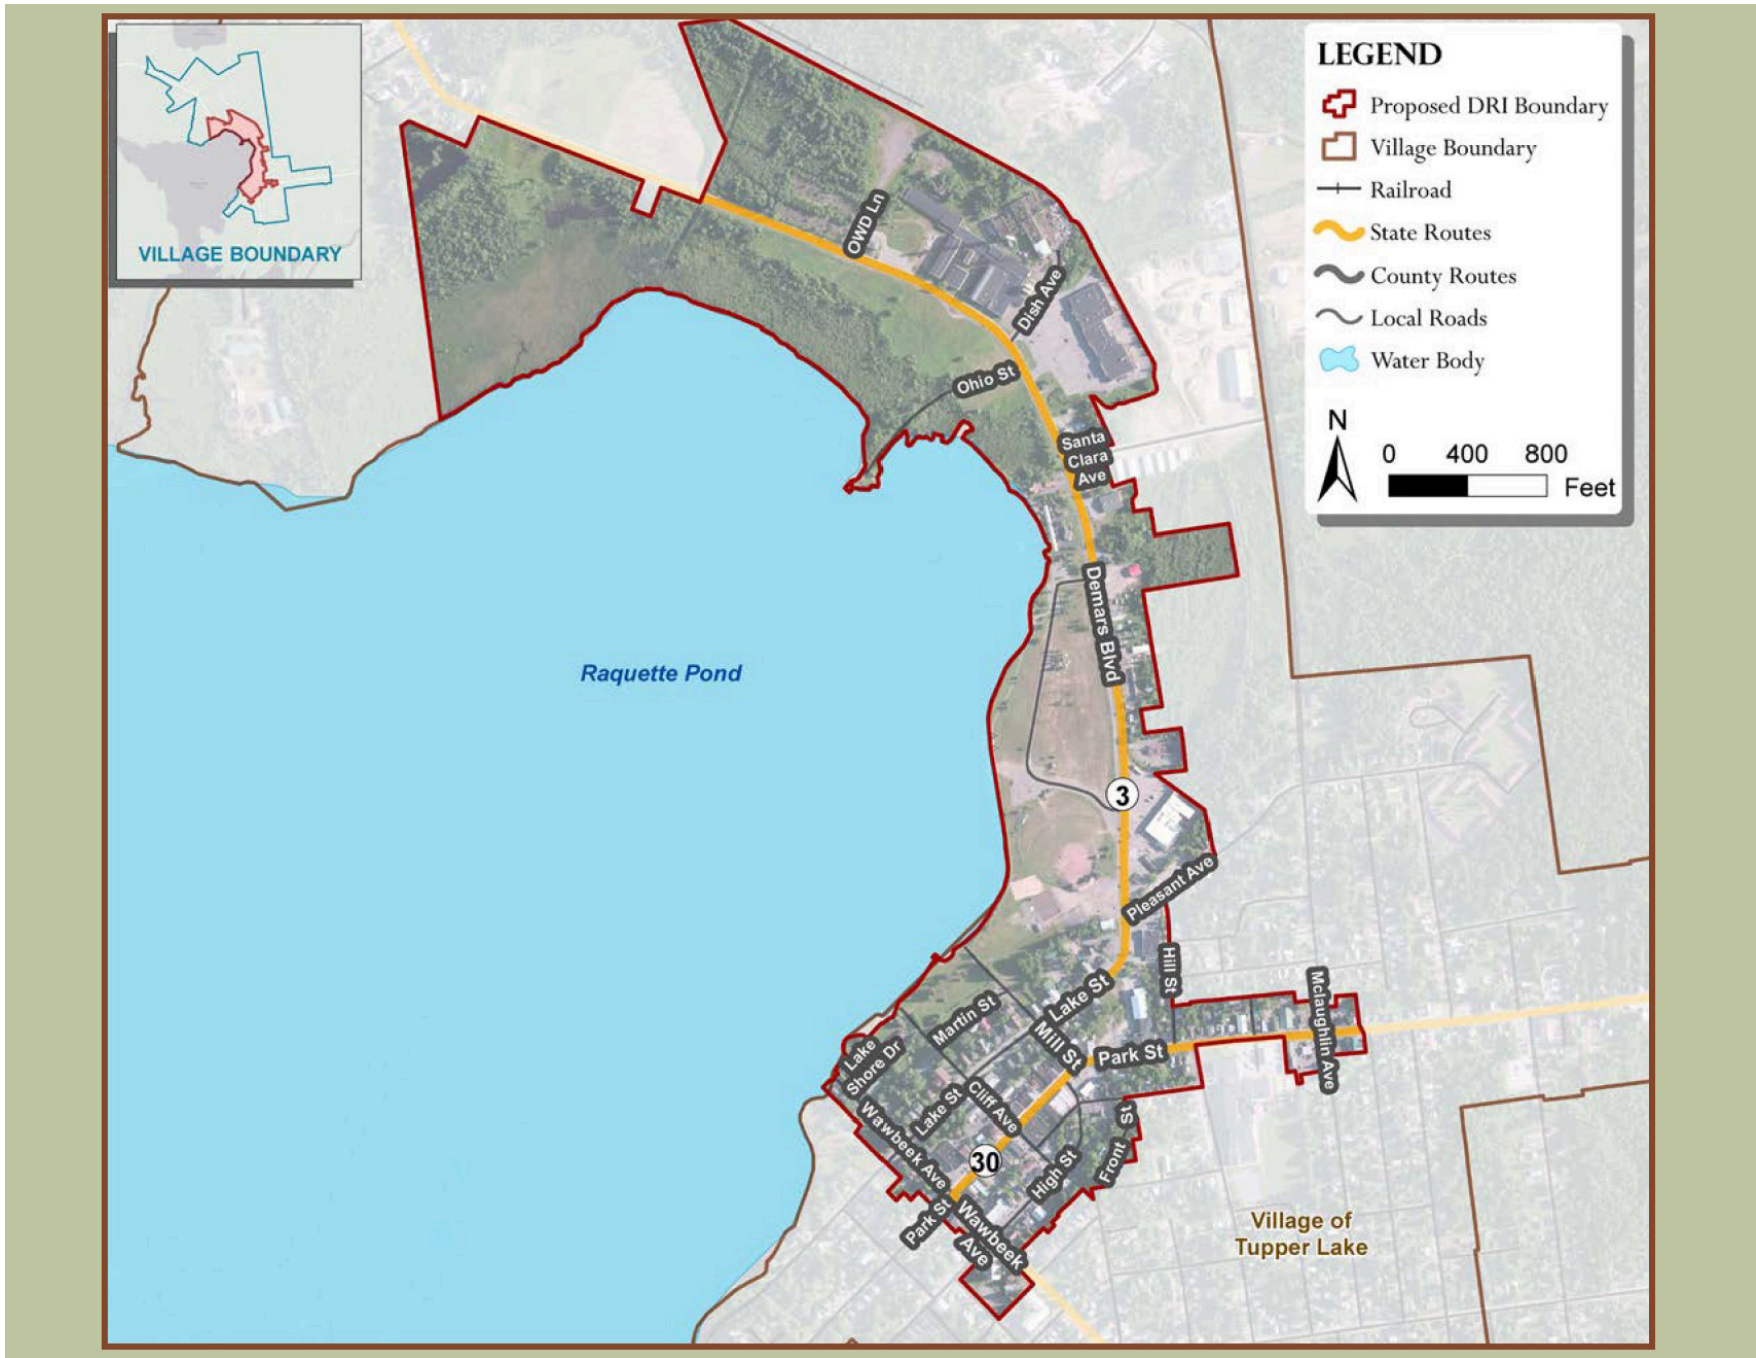 VILLAGE BOUNDARY
LEGEND
Proposed DRI Boundary
Village Boundary
Railroad
State Routes
County Routes
Local Roads
Water Body
N
0 400 800
Feet
OWD Ln
Dish Ave
Ohio St
Santa
Clara
Ave
Demars Blvd
Raquette Pond
3
Pleasant Ave
Hill St
Mclaughlin Ave
Lake St
Martin St
Mill St
Park St
Lake
Shore Dr
Lake St
Cliff Ave
Wawbeek Ave
Front St
High St
30
Park St
Wawbeek
Ave
Village of
Tupper Lake